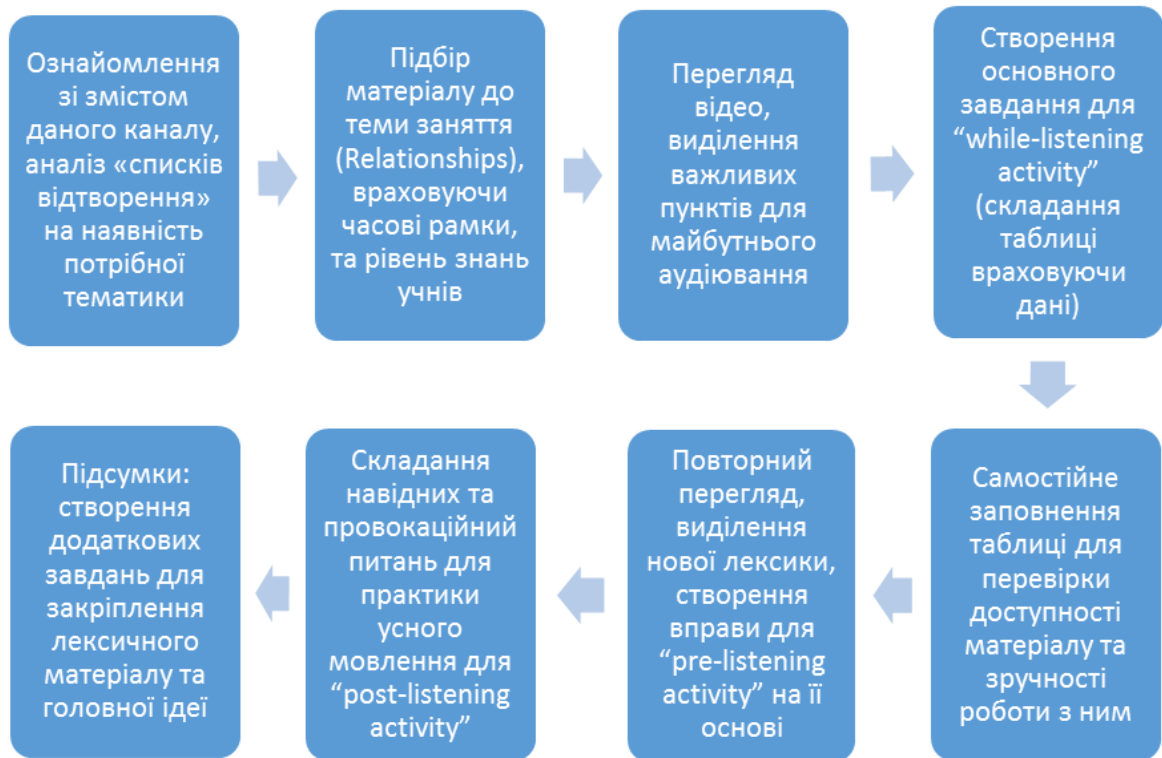 Ознайомлення
зі змістом
даного каналу,
аналіз «списків
відтворення»
на наявність
потрібної
тематики
Підбір
матеріалу до
теми заняття
(Relationships),
враховуючи
часові рамки,
та рівень знань
учнів
Перегляд
відео,
виділення
важливих
пунктів для
майбутнього
аудіювання
Створення
основного
завдання для
“while-listening
activity”
(складання
таблиці
враховуючи
дані)
Самостійне
заповнення
таблиці для
перевірки
доступності
матеріалу та
зручності
роботи з ним
Повторний
перегляд,
виділення
нової лексики,
створення
вправи для
“pre-listening
activity” на її
основі
Складання
навідних та
провокаційний
питань для
практики
усного
мовлення для
“post-listening
activity”
Підсумки:
створення
додаткових
завдань для
закріплення
лексичного
матеріалу та
головної ідеї